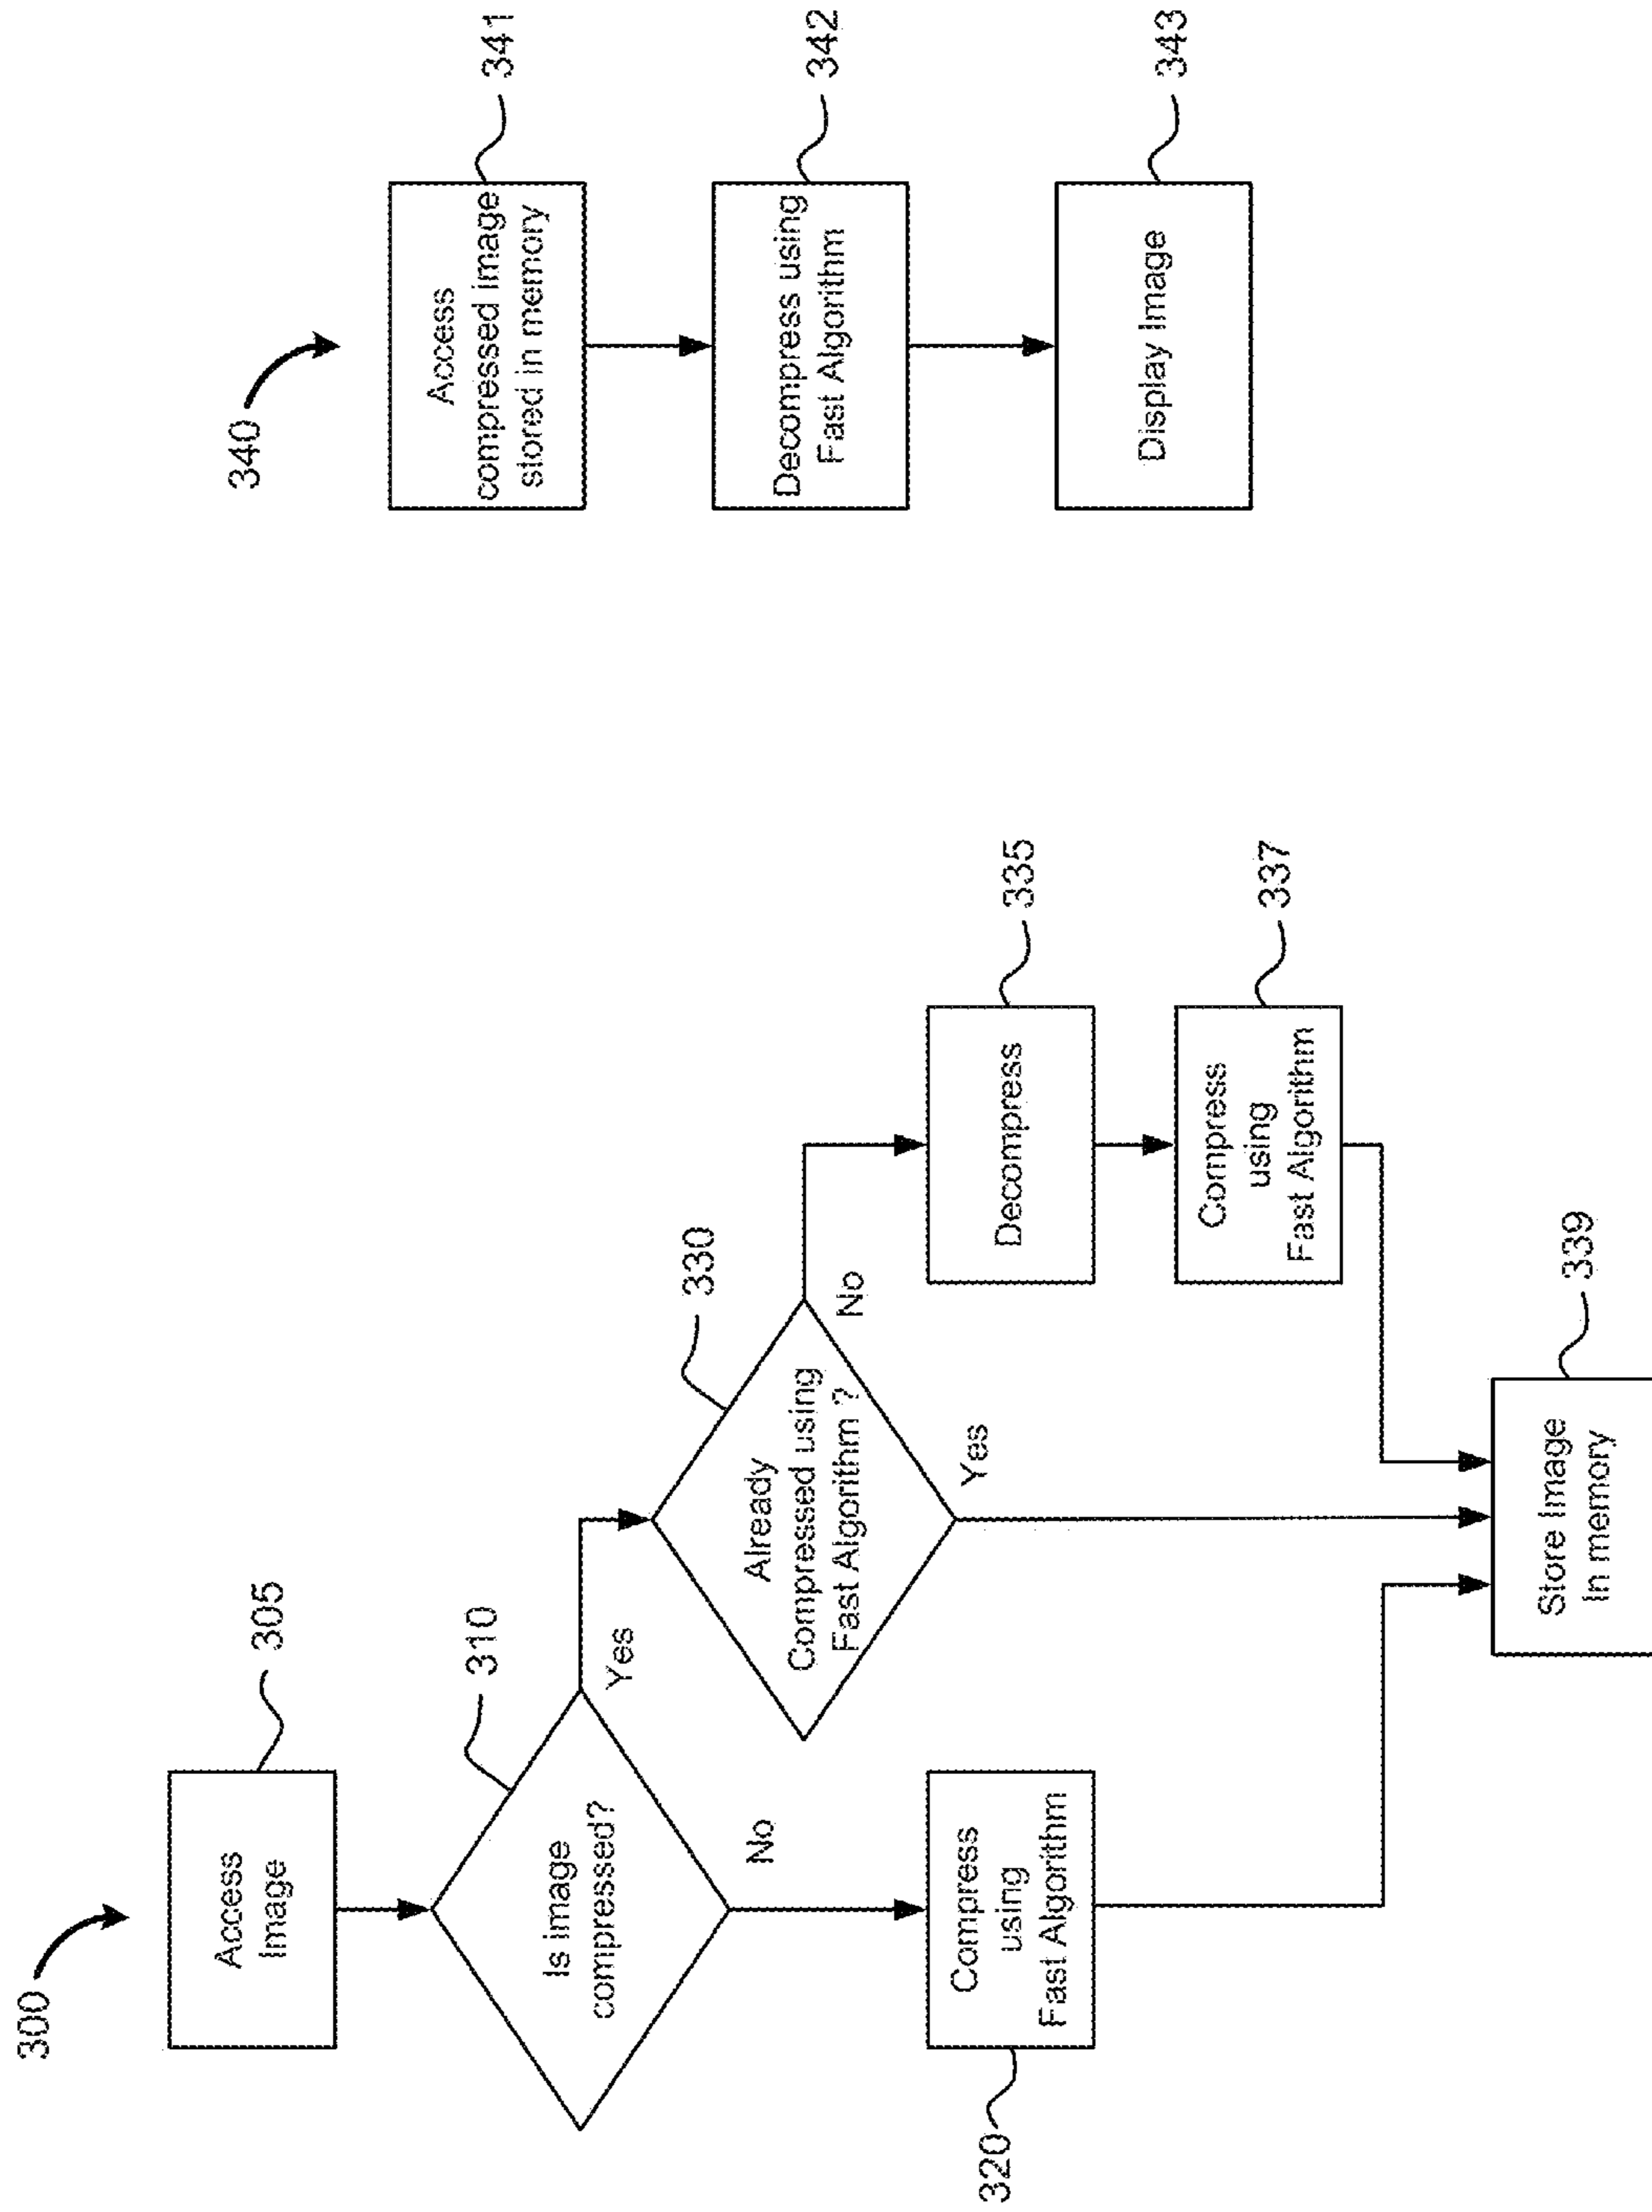 300
305
Access
Image
310
Is image
compressed?
Yes
No
330
Already
Compressed using
Fast Algorithm ?
No
Yes
320
Compress
using
Fast Algorithm
335
Decompress
337
Compress
using
Fast Algorithm
339
Store Image
In memory
340
341
Access
compressed image
stored in memory
342
Decompress using
Fast Algorithm
343
Display Image